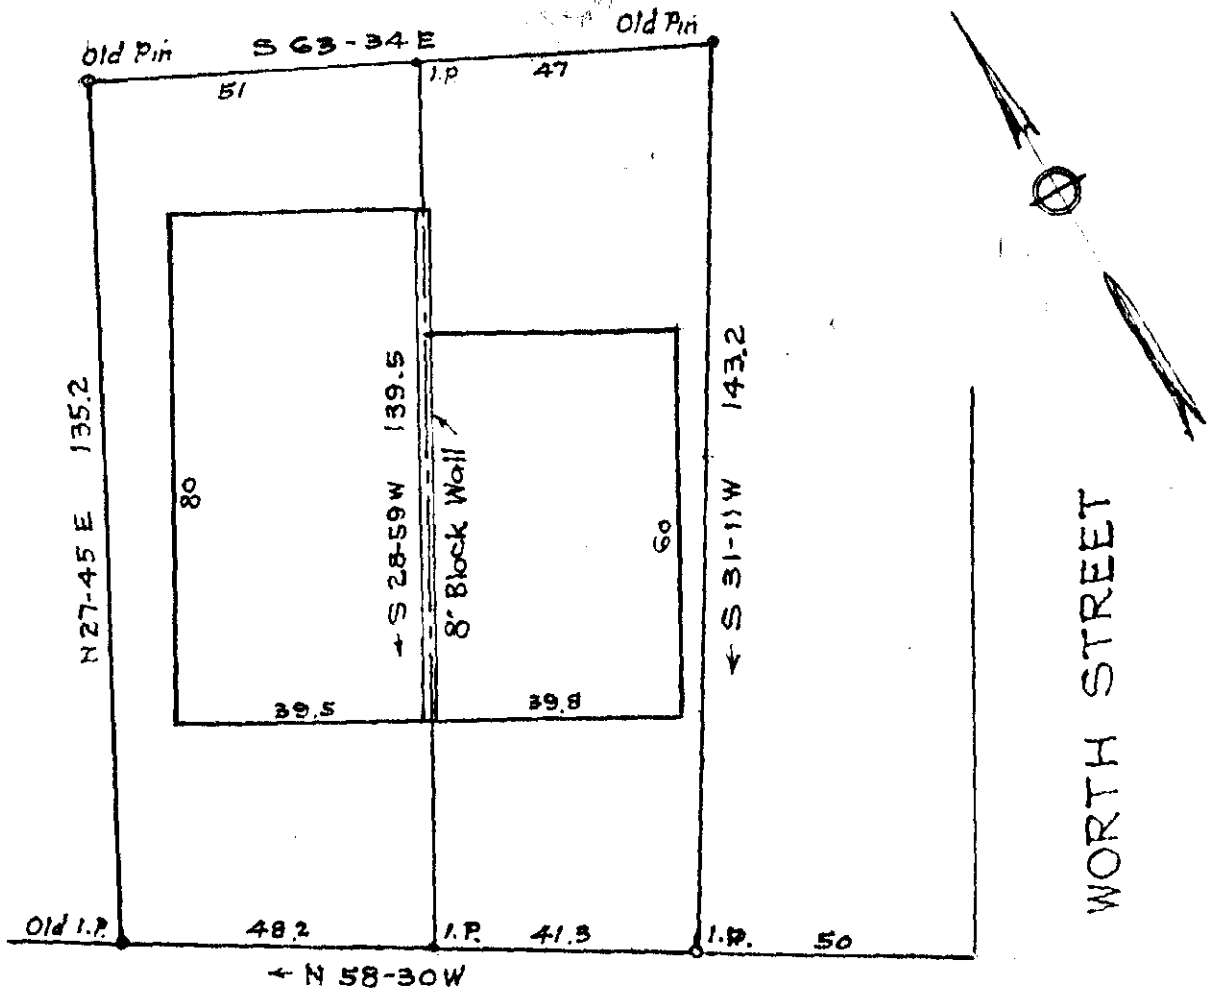 Old Pin
S 63-34 E
Old Pin
51
I.P.
47
N 27-45 E 135.2
80
← S 28-59 W 139.5
8" Block Wall
60
← S 31-11 W 143.2
WORTH STREET
39.5
39.8
Old I.P.
48.2
I.P.
41.3
I.P.
50
← N 58-30 W